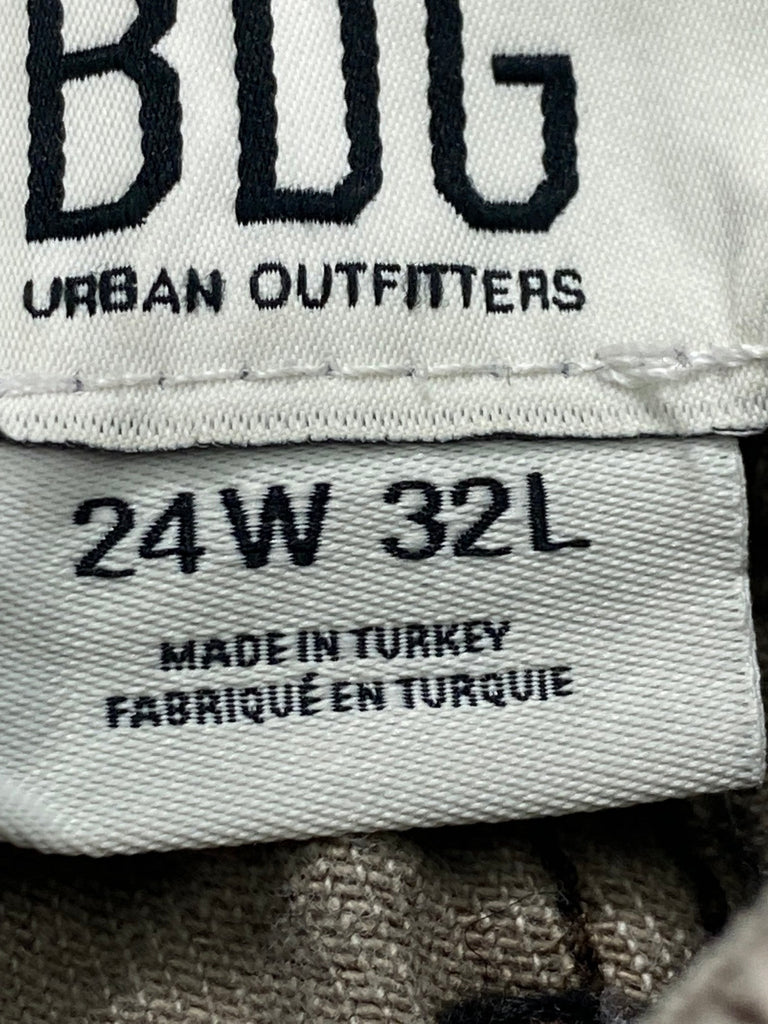 BDG
URBAN OUTFITTERS
24W 32L
MADE IN TURKEY
FABRIQUÉ EN TURQUIE